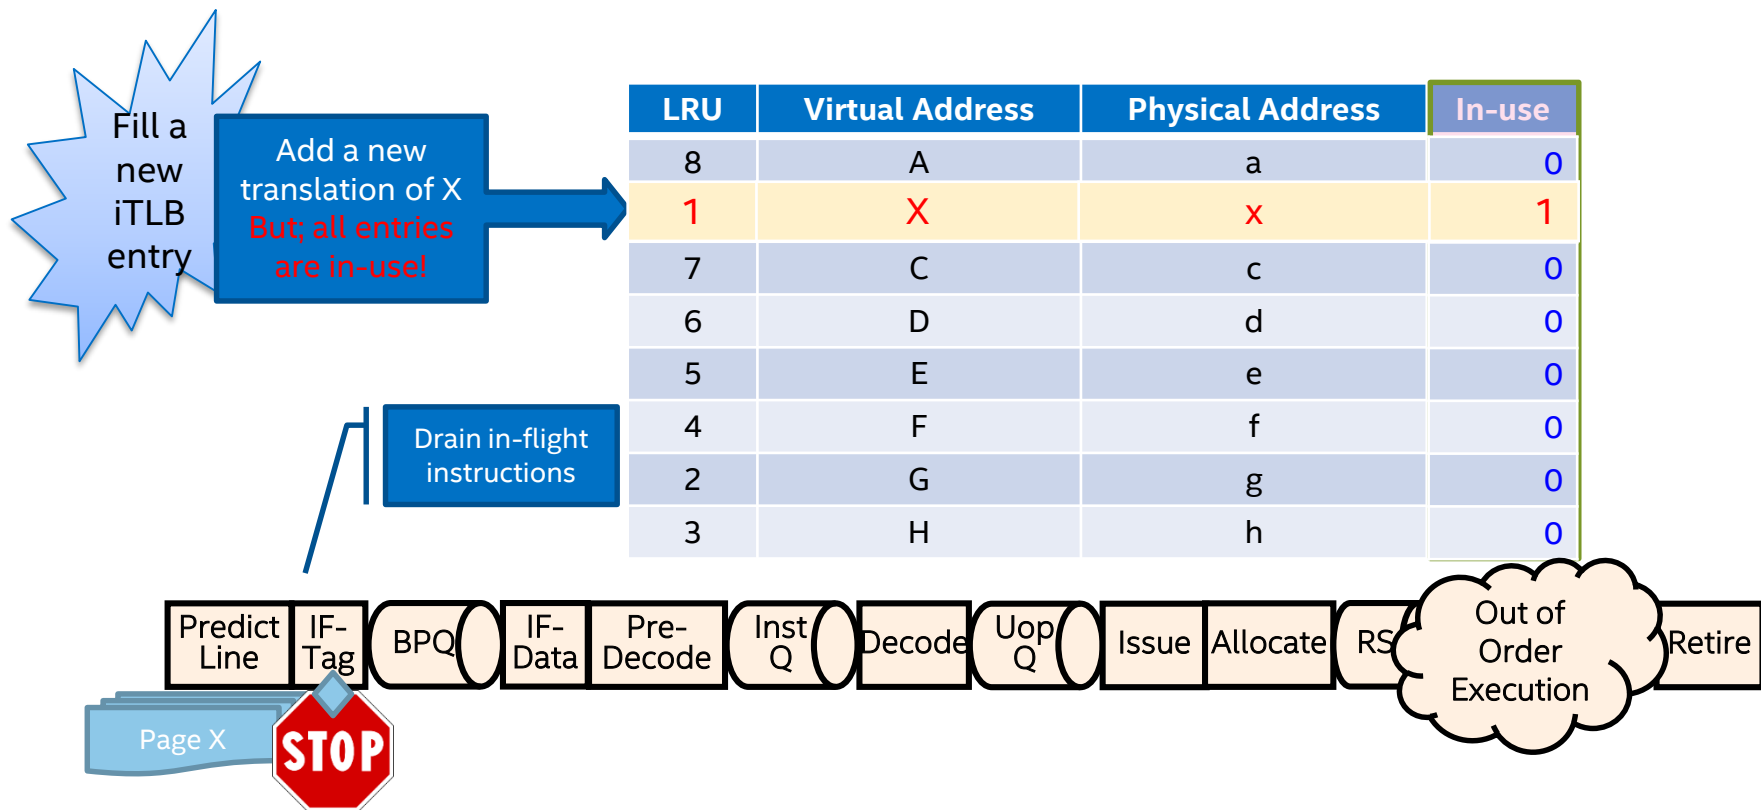 Fill a
new
iTLB
entry
Add a new
translation of X
But; all entries
are in-use!
LRU Virtual Address Physical Address In-use
8 A a 0
1 X x 1
7 C c 0
6 D d 0
5 E e 0
4 F f 0
2 G g 0
3 H h 0
Drain in-flight
instructions
Predict
Line
IF-
Tag
BPQ
IF-
Data
Pre-
Decode
Inst
Q
Decode
Uop
Q
Issue
Allocate
RS
Out of
Order
Execution
Retire
Page X
STOP